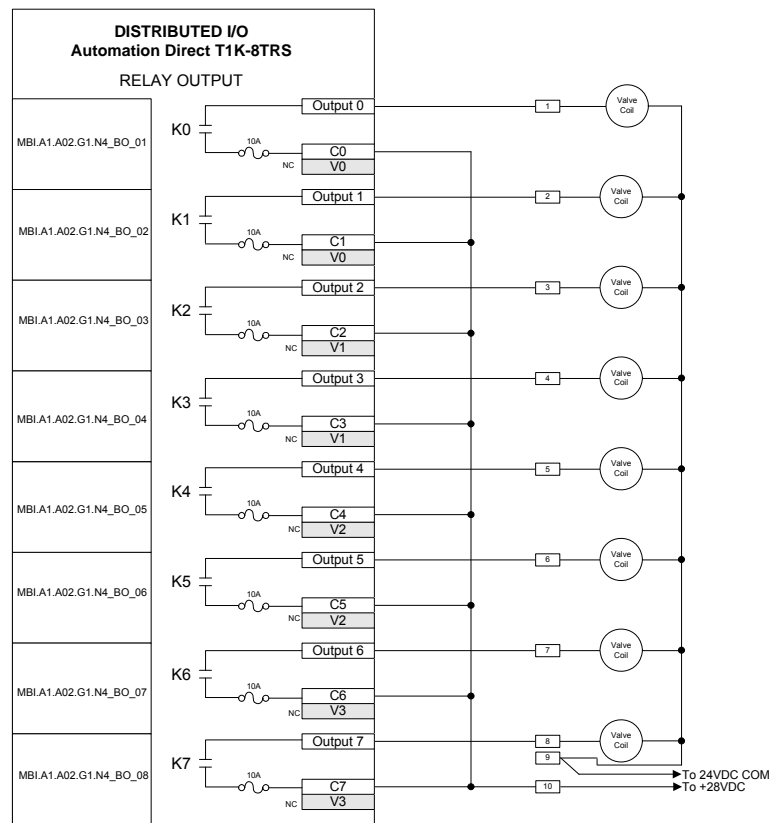 DISTRIBUTED I/O
Automation Direct T1K-8TRS
RELAY OUTPUT
MBI.A1.A02.G1.N4_BO_01
K0
10A
NC
Output 0
C0
V0
1
Valve
Coil
MBI.A1.A02.G1.N4_BO_02
K1
10A
NC
Output 1
C1
V0
2
Valve
Coil
MBI.A1.A02.G1.N4_BO_03
K2
10A
NC
Output 2
C2
V1
3
Valve
Coil
MBI.A1.A02.G1.N4_BO_04
K3
10A
NC
Output 3
C3
V1
4
Valve
Coil
MBI.A1.A02.G1.N4_BO_05
K4
10A
NC
Output 4
C4
V2
5
Valve
Coil
MBI.A1.A02.G1.N4_BO_06
K5
10A
NC
Output 5
C5
V2
6
Valve
Coil
MBI.A1.A02.G1.N4_BO_07
K6
10A
NC
Output 6
C6
V3
7
Valve
Coil
MBI.A1.A02.G1.N4_BO_08
K7
10A
NC
Output 7
C7
V3
8
Valve
Coil
9
To 24VDC COM
10
To +28VDC